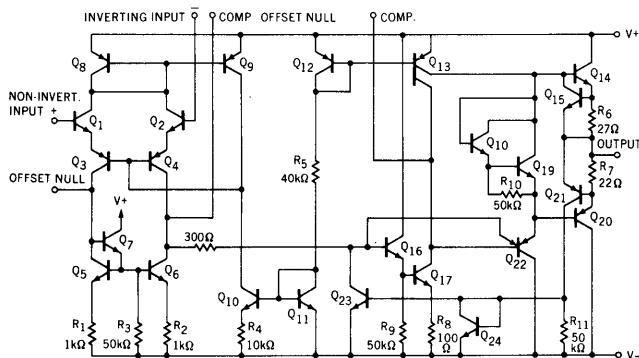 INVERTING INPUT –
COMP
OFFSET NULL
COMP.
V+
Q8
Q9
Q12
Q13
Q14
Q15
NON-INVERT.
INPUT +
Q1
Q2
R6
27Ω
Q3
Q4
R5
40kΩ
Q10
Q19
OUTPUT
OFFSET NULL
R10
50kΩ
R7
22Ω
Q21
Q20
V+
Q7
300Ω
Q16
Q22
Q5
Q6
Q17
Q10
Q11
Q23
Q24
R1
1kΩ
R3
50kΩ
R2
1kΩ
R4
10kΩ
R9
50kΩ
R8
100
Ω
R11
50
kΩ
V–